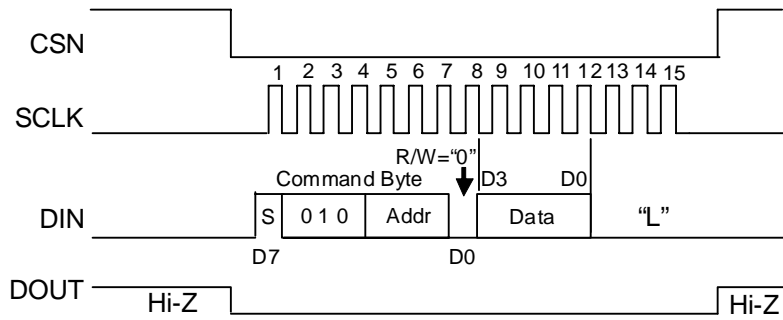 CSN
1 2 3 4 5 6 7 8 9 10 11 12 13 14 15
SCLK
R/W=“0”
Command Byte D3 D0
DIN S 0 1 0 Addr Data “L”
D7 D0
DOUT
Hi-Z Hi-Z